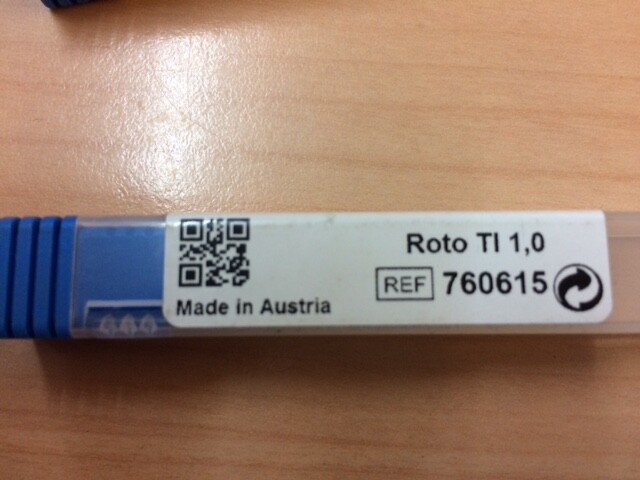 Roto TI 1,0
REF 760615
Made in Austria